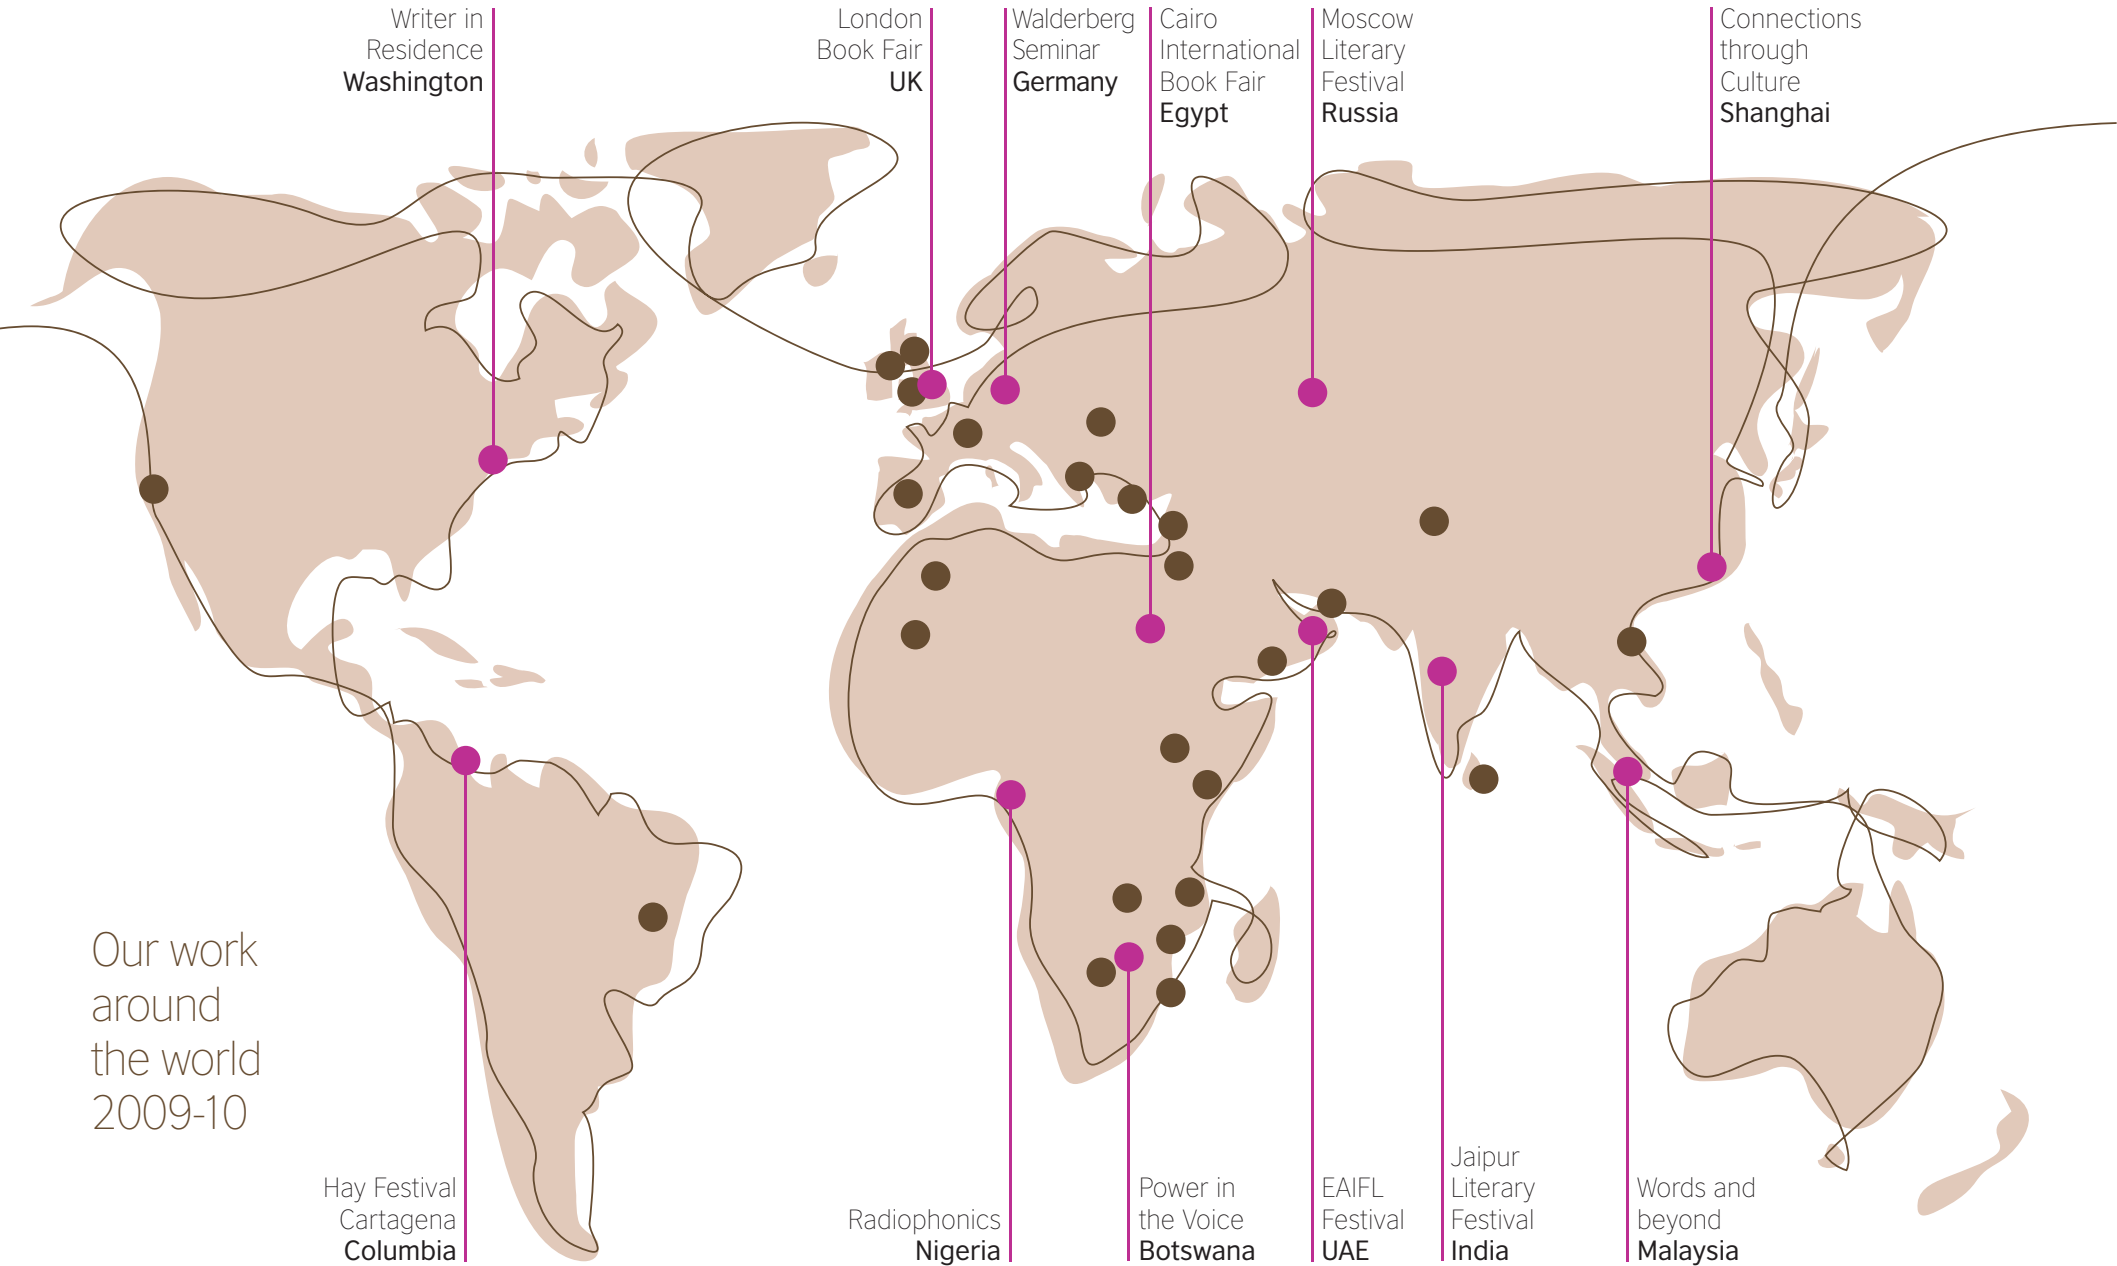 Writer in
Residence
Washington
London
Book Fair
UK
Walderberg
Seminar
Germany
Cairo
International
Book Fair
Egypt
Moscow
Literary
Festival
Russia
Connections
through
Culture
Shanghai
Our work
around
the world
2009-10
Hay Festival
Cartagena
Columbia
Radiophonics
Nigeria
Power in
the Voice
Botswana
EAIFL
Festival
UAE
Jaipur
Literary
Festival
India
Words and
beyond
Malaysia